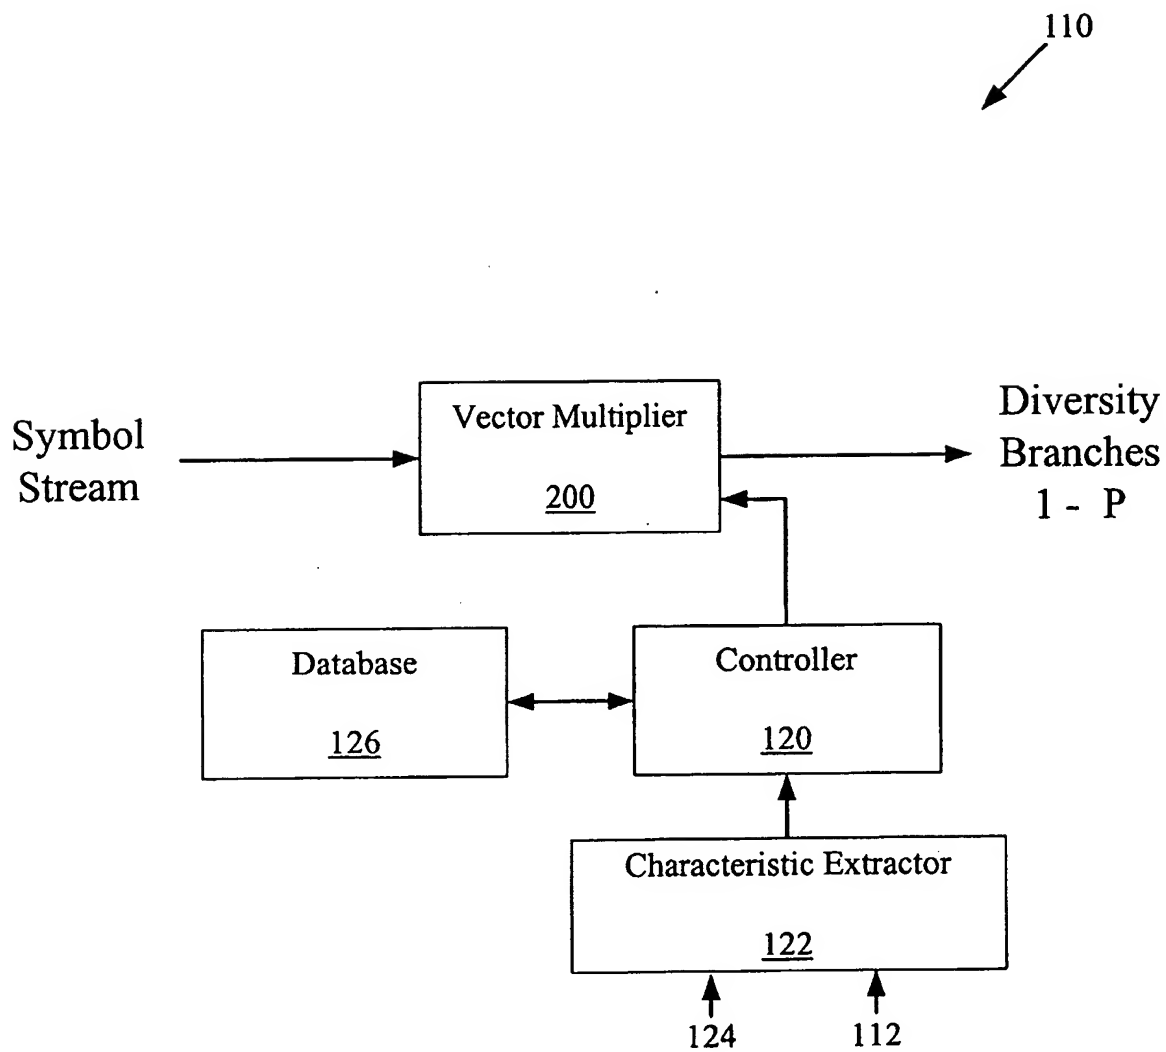 110
Symbol
Stream
Vector Multiplier
200
Diversity
Branches
1 - P
Database
126
Controller
120
Characteristic Extractor
122
124
112